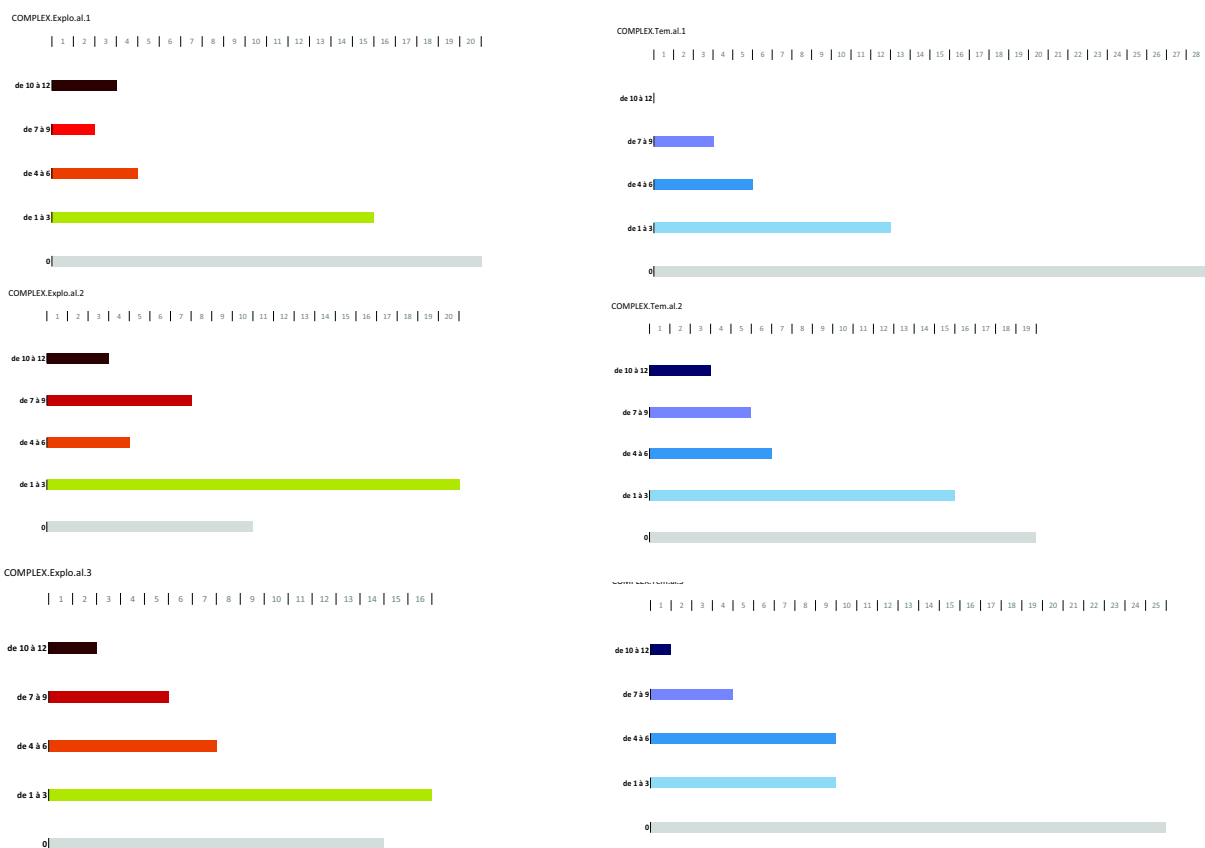 COMPLEX.Explo.al.1
1 2 3 4 5 6 7 8 9 10 11 12 13 14 15 16 17 18 19 20
de 10 à 12
de 7 à 9
de 4 à 6
de 1 à 3
0
COMPLEX.Explo.al.2
1 2 3 4 5 6 7 8 9 10 11 12 13 14 15 16 17 18 19 20
de 10 à 12
de 7 à 9
de 4 à 6
de 1 à 3
0
COMPLEX.Explo.al.3
1 2 3 4 5 6 7 8 9 10 11 12 13 14 15 16
de 10 à 12
de 7 à 9
de 4 à 6
de 1 à 3
0
COMPLEX.Tem.al.1
1 2 3 4 5 6 7 8 9 10 11 12 13 14 15 16 17 18 19 20 21 22 23 24 25 26 27 28
de 10 à 12
de 7 à 9
de 4 à 6
de 1 à 3
0
COMPLEX.Tem.al.2
1 2 3 4 5 6 7 8 9 10 11 12 13 14 15 16 17 18 19
de 10 à 12
de 7 à 9
de 4 à 6
de 1 à 3
0
1 2 3 4 5 6 7 8 9 10 11 12 13 14 15 16 17 18 19 20 21 22 23 24 25
de 10 à 12
de 7 à 9
de 4 à 6
de 1 à 3
0